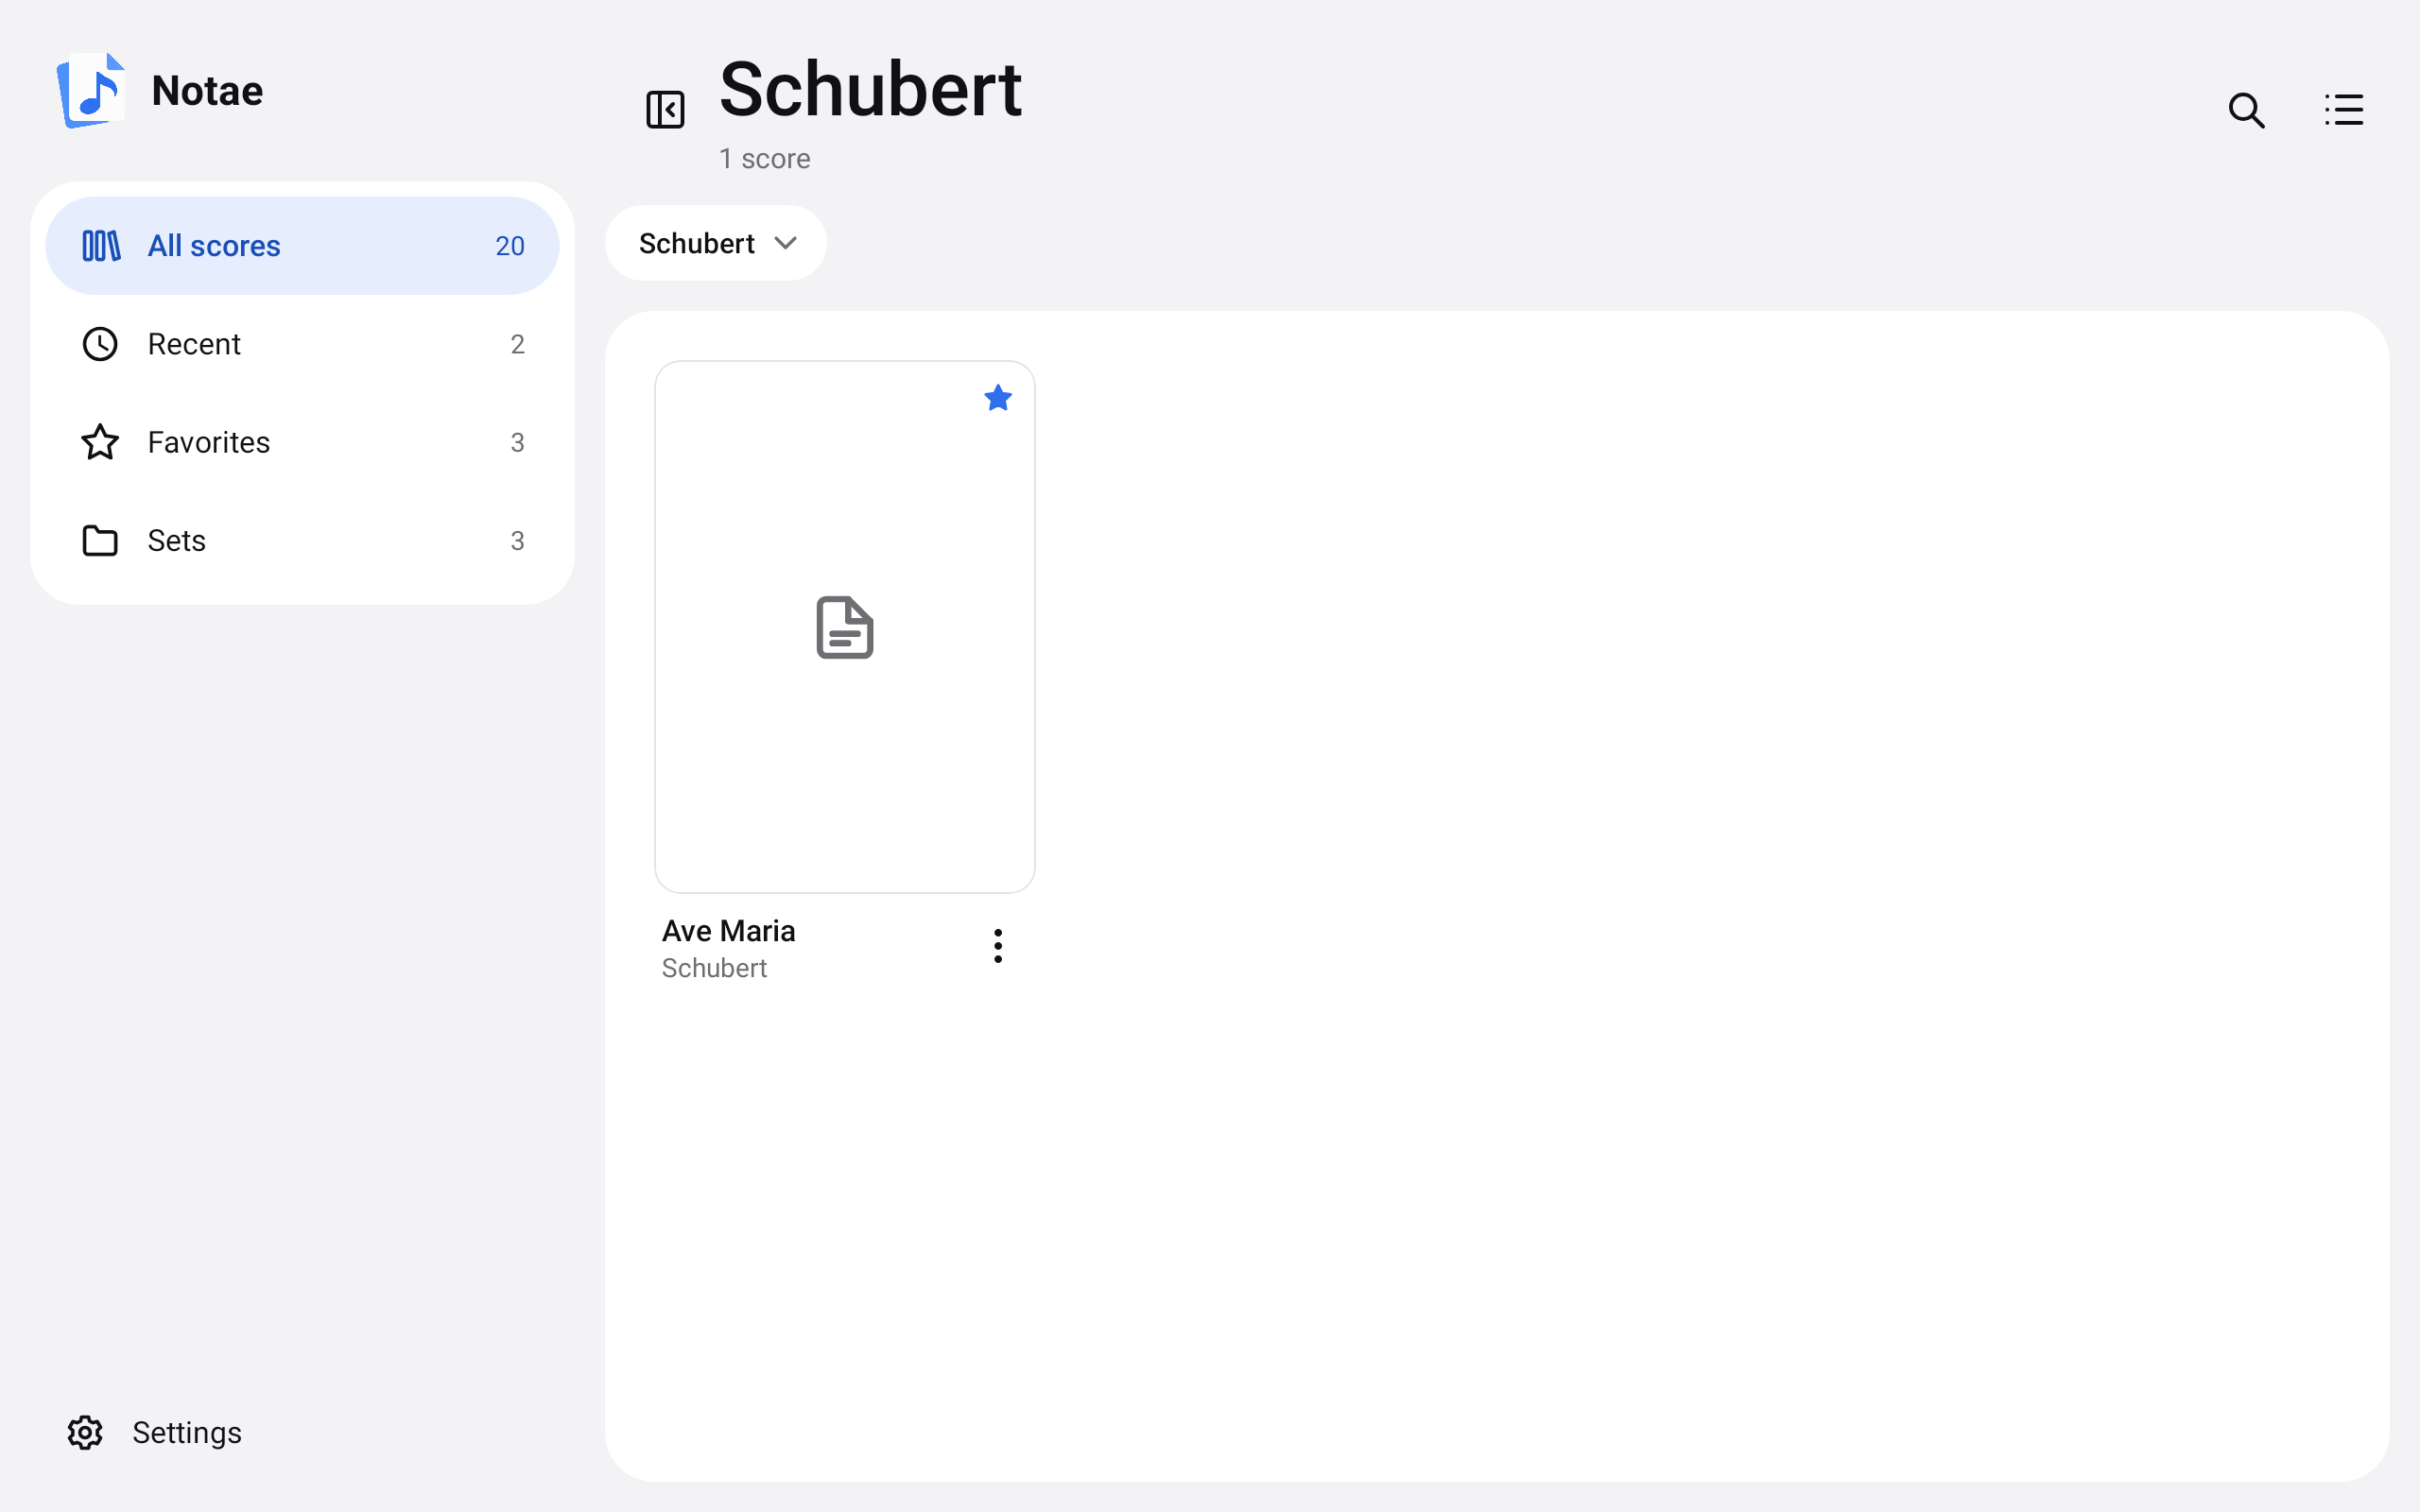 Notae
All scores 20
Recent 2
Favorites 3
Sets 3
Settings
Schubert
1 score
Schubert
Ave Maria
Schubert